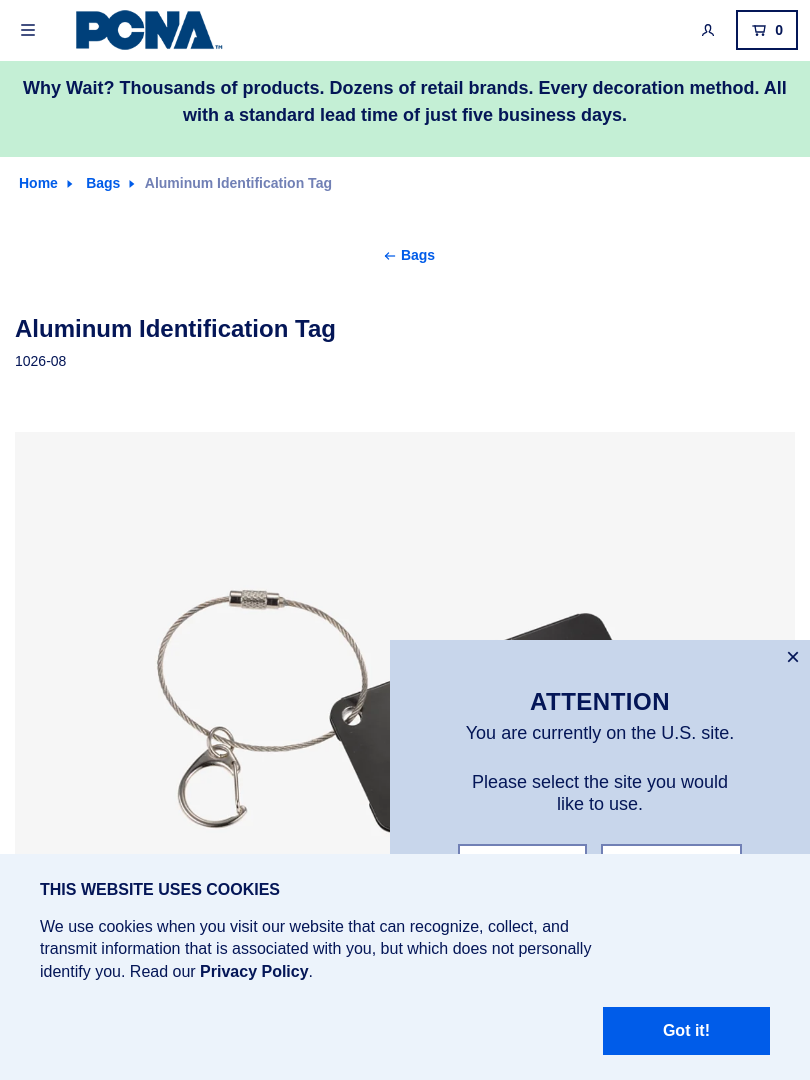 PCNA™
0
Why Wait? Thousands of products. Dozens of retail brands. Every decoration method. All
with a standard lead time of just five business days.
Home Bags Aluminum Identification Tag
← Bags
Aluminum Identification Tag
1026-08
ATTENTION
You are currently on the U.S. site.
Please select the site you would
like to use.
THIS WEBSITE USES COOKIES
We use cookies when you visit our website that can recognize, collect, and
transmit information that is associated with you, but which does not personally
identify you. Read our Privacy Policy.
Got it!